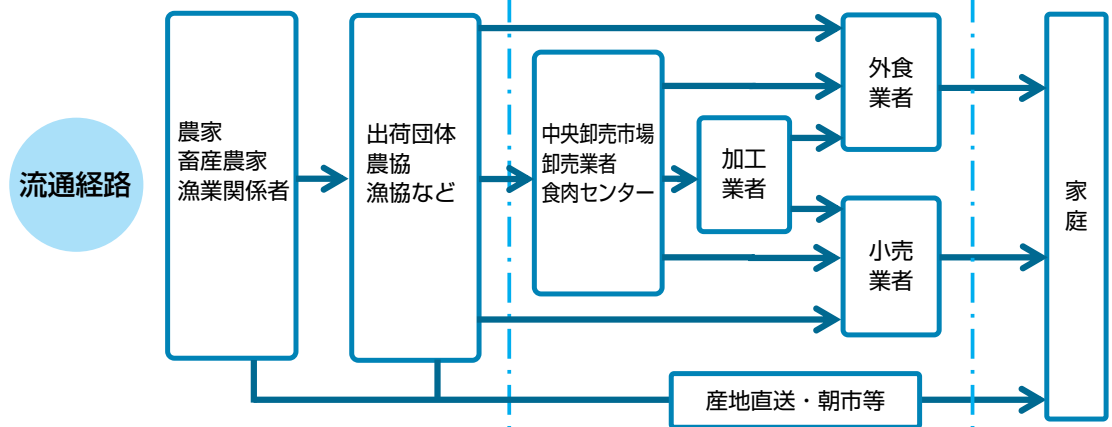 流通経路
農家
畜産農家
漁業関係者
出荷団体
農協
漁協など
中央卸売市場
卸売業者
食肉センター
加工
業者
外食
業者
小売
業者
産地直送・朝市等
家
庭